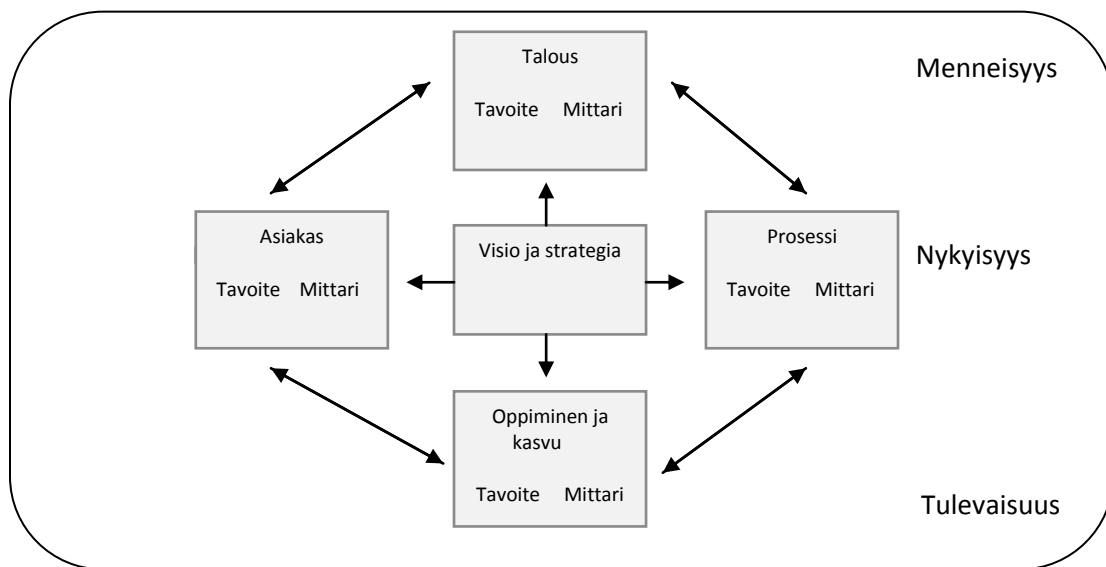 Talous
Tavoite Mittari
Menneisyys
Asiakas
Tavoite Mittari
Visio ja strategia
Prosessi
Tavoite Mittari
Nykyisyys
Oppiminen ja
kasvu
Tavoite Mittari
Tulevaisuus